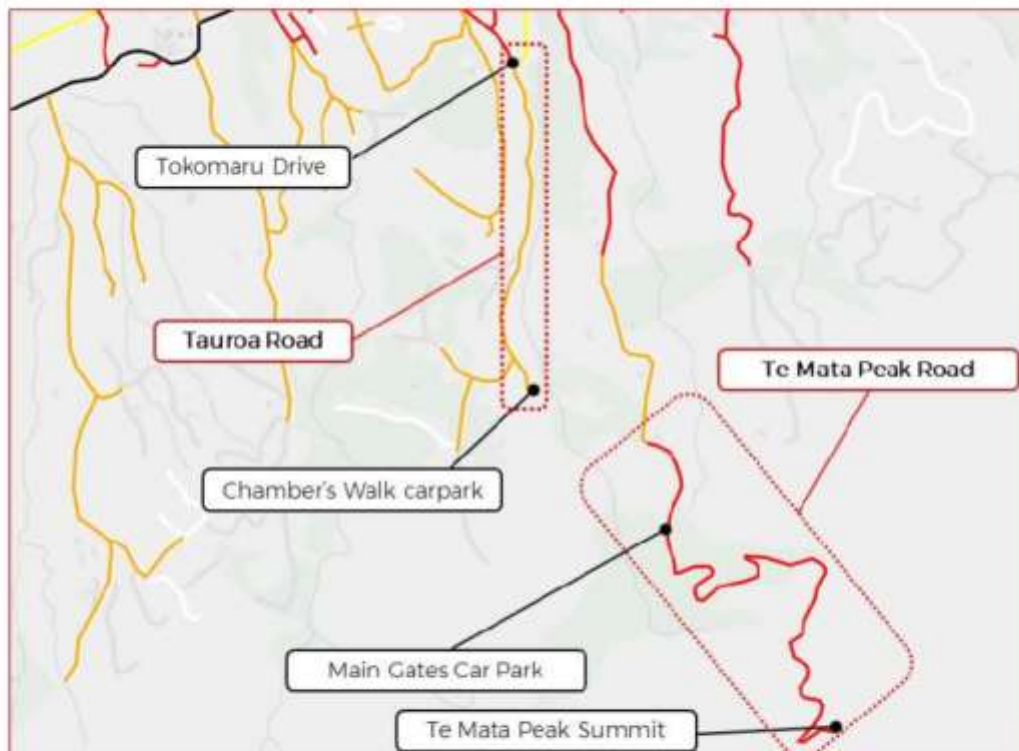 Tokomaru Drive
Tauroa Road
Te Mata Peak Road
Chamber's Walk carpark
Main Gates Car Park
Te Mata Peak Summit